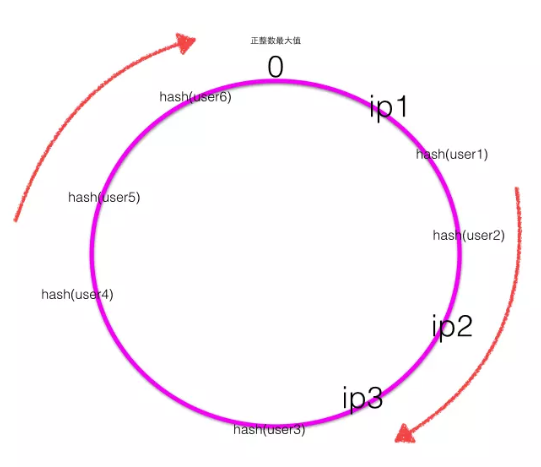 正整数最大值
0
hash(user6)
ip1
hash(user1)
hash(user5)
hash(user2)
hash(user4)
ip2
ip3
hash(user3)